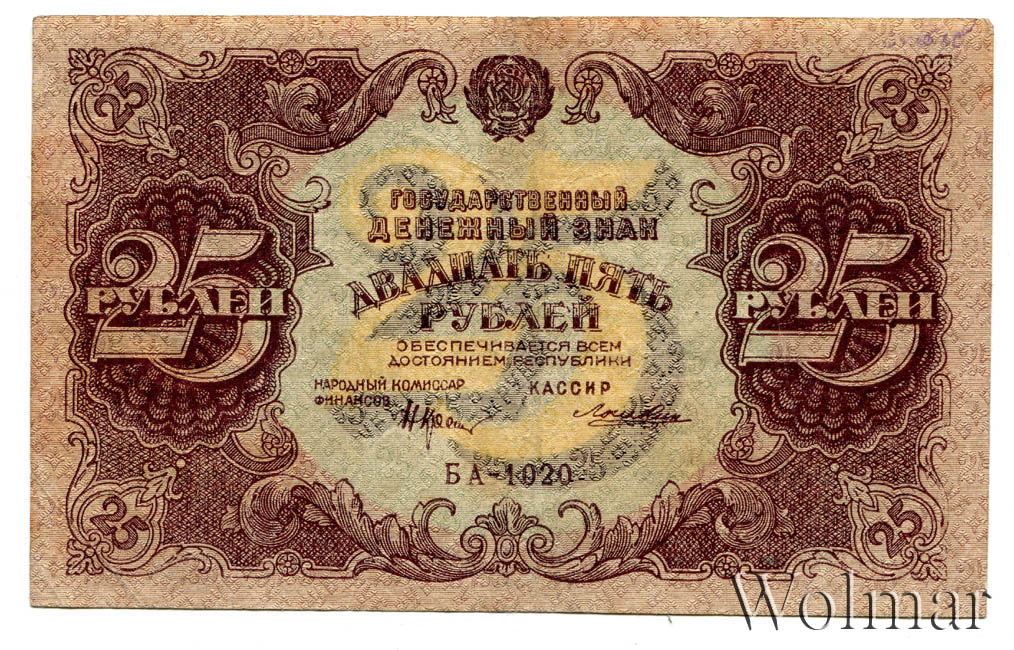 25
25
ГОСУДАРСТВЕННЫЙ
ДЕНЕЖНЫЙ ЗНАК
ДВАДЦАТЬ ПЯТЬ
РУБЛЕЙ
25
РУБЛЕЙ
25
РУБЛЕЙ
ОБЕСПЕЧИВАЕТСЯ ВСЕМ
ДОСТОЯНИЕМ РЕСПУБЛИКИ
НАРОДНЫЙ КОМИССАР
ФИНАНСОВ
КАССИР
БА-1020
25
25
25
Wolmar